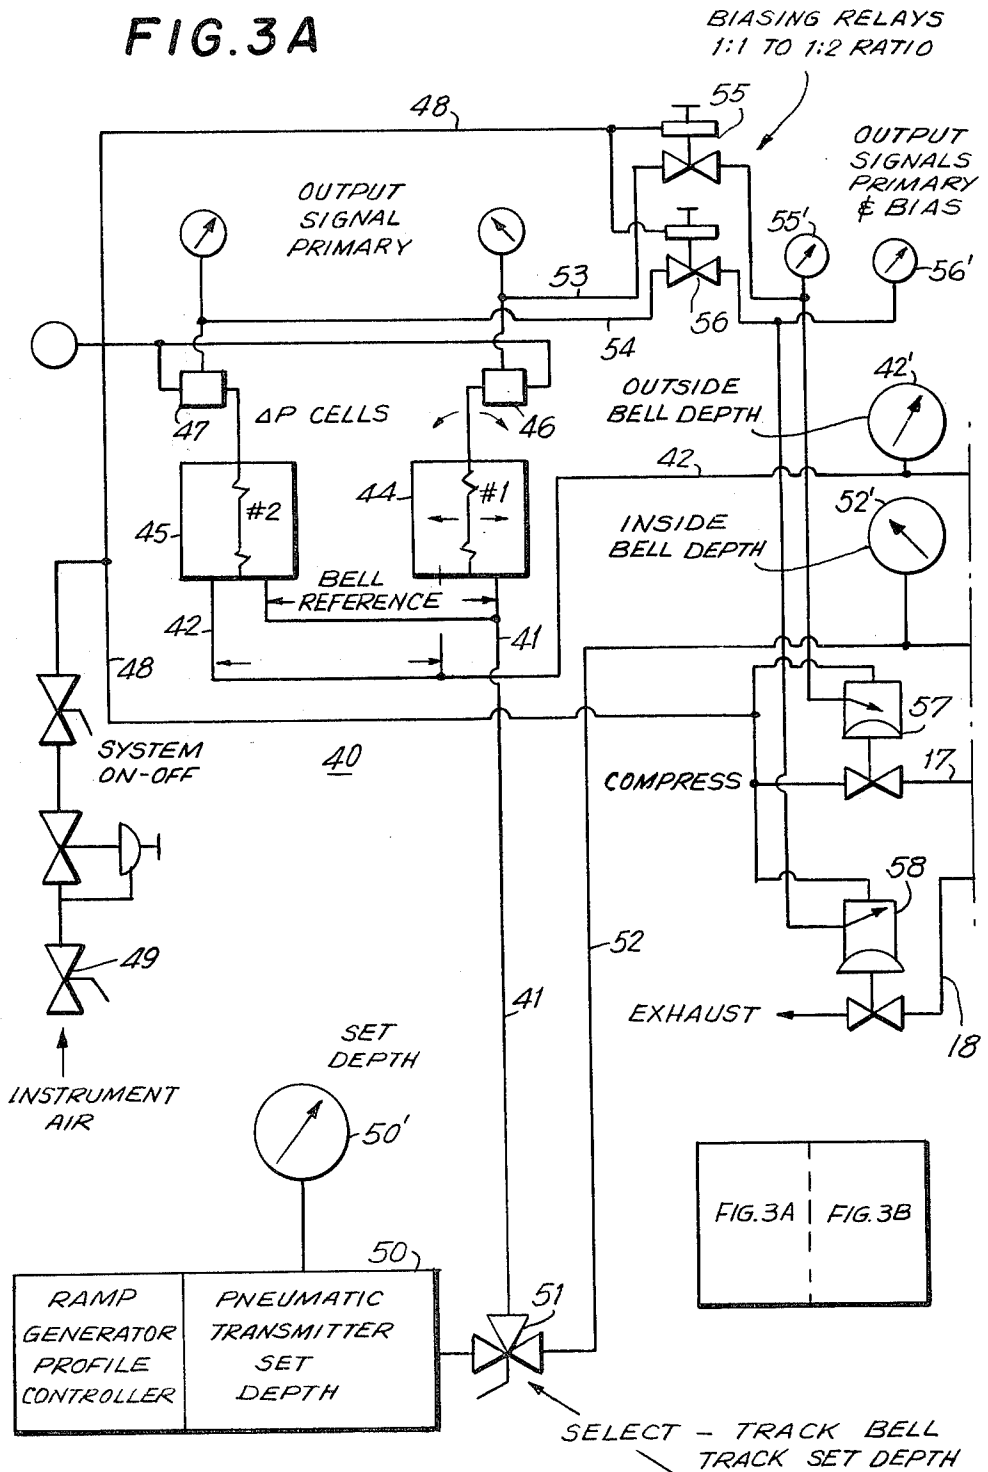 FIG.3A
BIASING RELAYS
1:1 TO 1:2 RATIO
48
55
OUTPUT
SIGNALS
PRIMARY
& BIAS
OUTPUT
SIGNAL
PRIMARY
55'
56'
53
56
54
47
ΔP CELLS
46
OUTSIDE
BELL DEPTH
42'
42
45
#2
44
#1
52'
INSIDE
BELL DEPTH
BELL
REFERENCE
42
41
48
SYSTEM
ON-OFF
40
57
COMPRESS
17
58
49
52
41
EXHAUST
18
INSTRUMENT
AIR
SET
DEPTH
50'
FIG.3A
FIG.3B
50
RAMP
GENERATOR
PROFILE
CONTROLLER
PNEUMATIC
TRANSMITTER
SET
DEPTH
51
SELECT - TRACK BELL
TRACK SET DEPTH